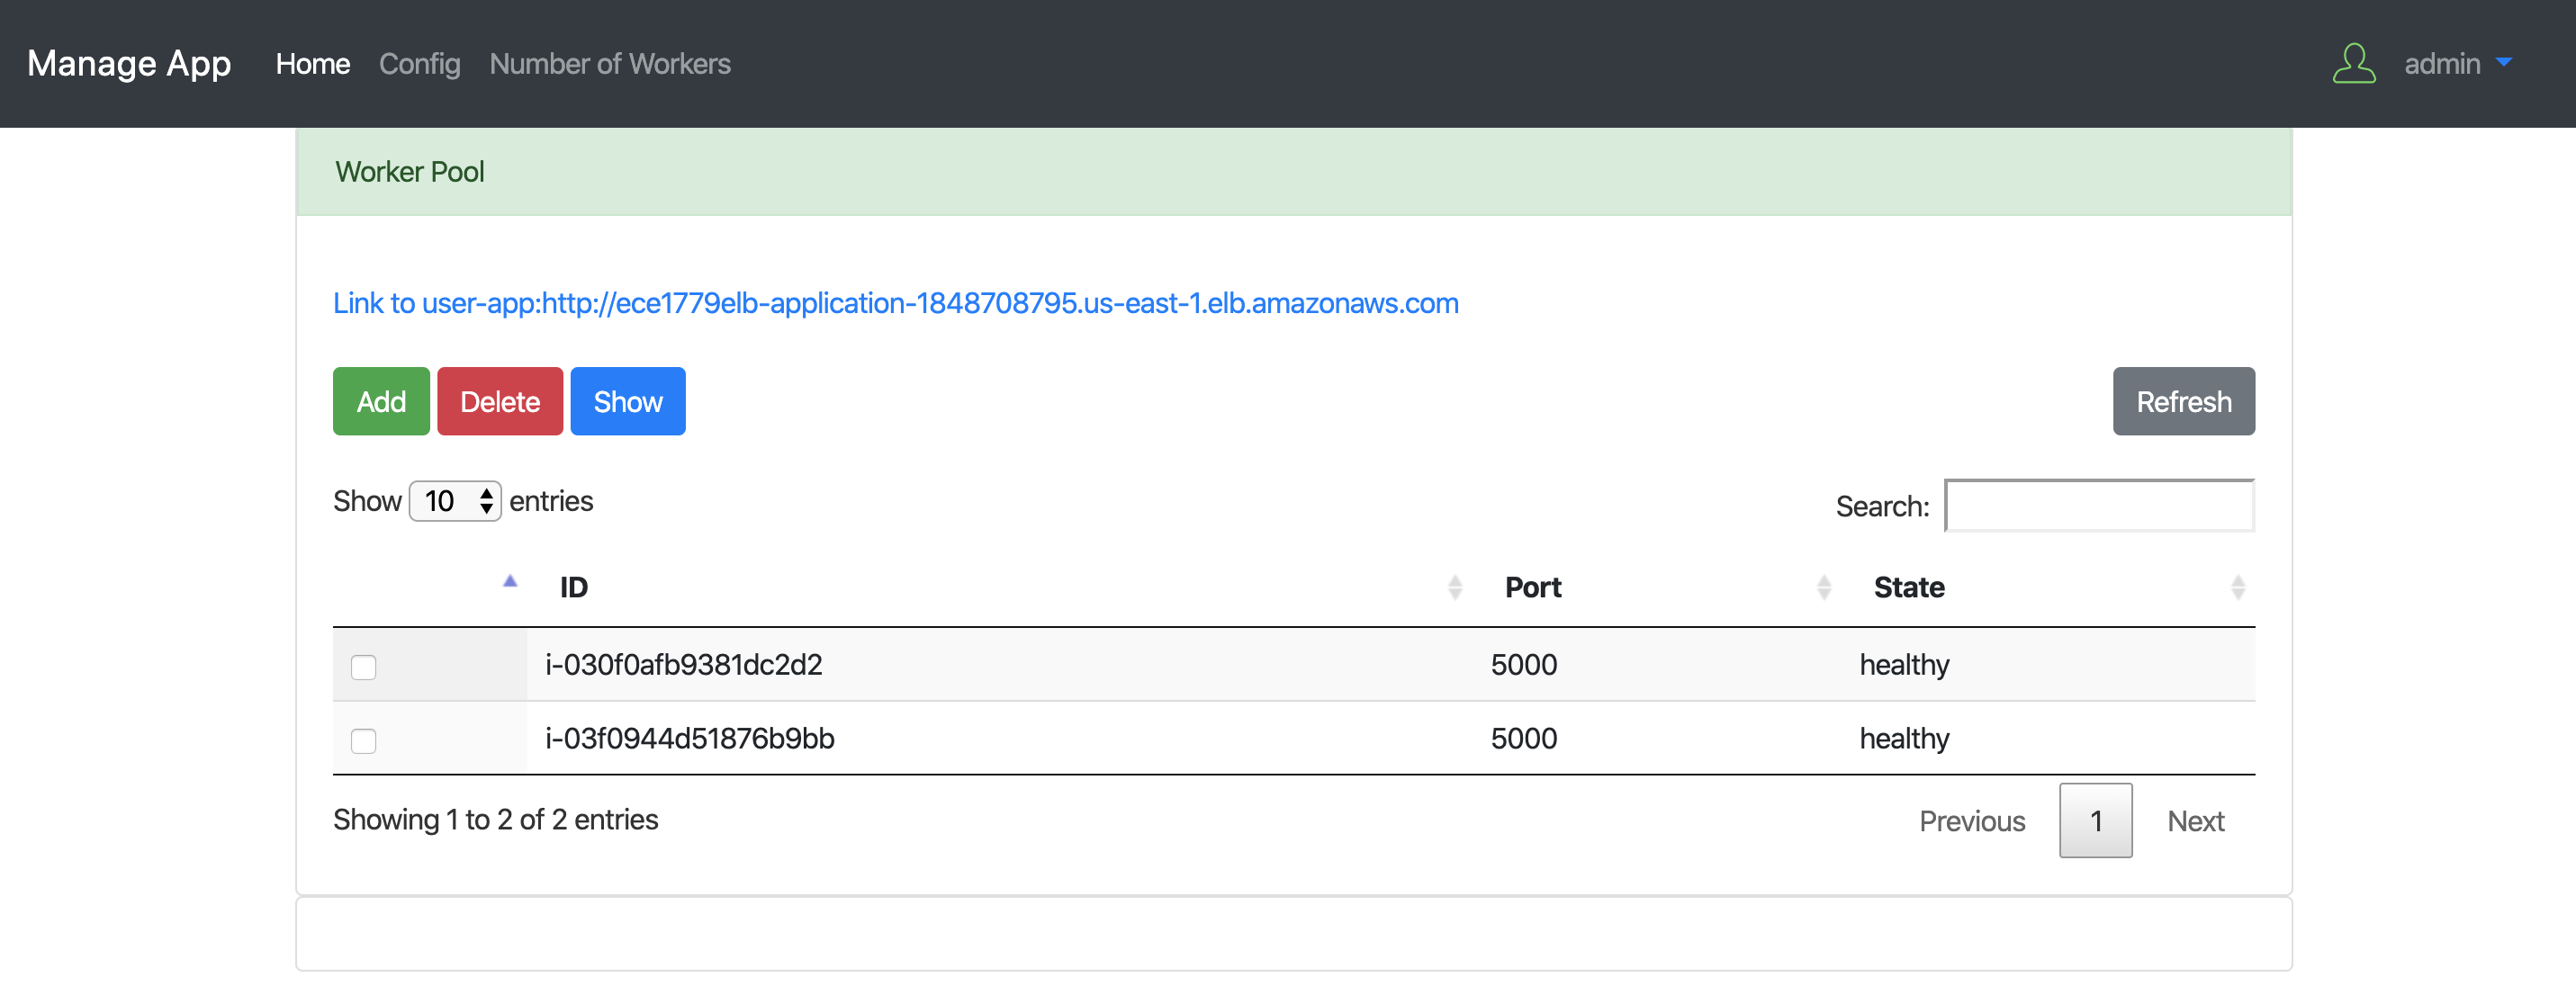 Manage App Home Config Number of Workers admin
Worker Pool
Link to user-app:http://ece1779elb-application-1848708795.us-east-1.elb.amazonaws.com
Add Delete Show Refresh
Show 10 entries Search:
ID Port State
i-030f0afb9381dc2d2 5000 healthy
i-03f0944d51876b9bb 5000 healthy
Showing 1 to 2 of 2 entries Previous 1 Next